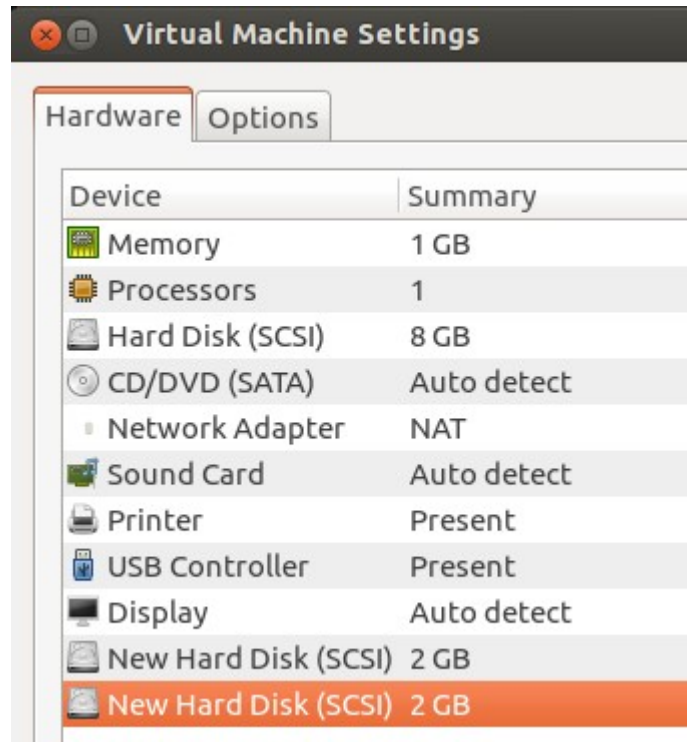 Virtual Machine Settings
Hardware Options
Device Summary
Memory 1 GB
Processors 1
Hard Disk (SCSI) 8 GB
CD/DVD (SATA) Auto detect
Network Adapter NAT
Sound Card Auto detect
Printer Present
USB Controller Present
Display Auto detect
New Hard Disk (SCSI) 2 GB
New Hard Disk (SCSI) 2 GB